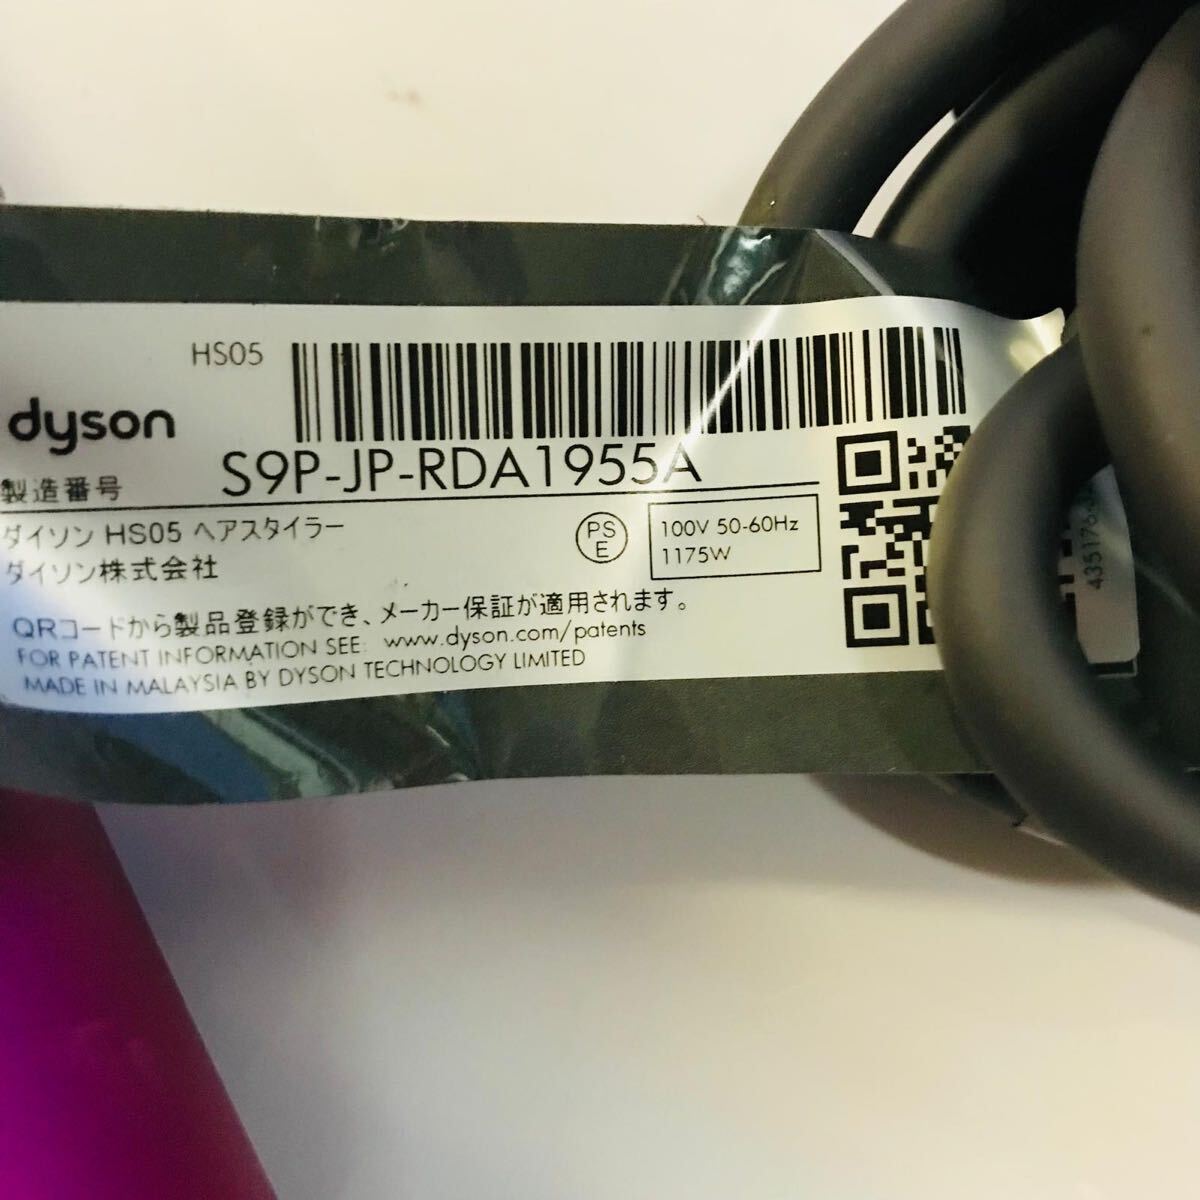 HS05
dyson
製造番号 S9P-JP-RDA1955A
ダイソン HS05 ヘアスタイラー
ダイソン株式会社
PS
E
100V 50-60Hz
1175W
QRコードから製品登録ができ、メーカー保証が適用されます。
FOR PATENT INFORMATION SEE: www.dyson.com/patents
MADE IN MALAYSIA BY DYSON TECHNOLOGY LIMITED